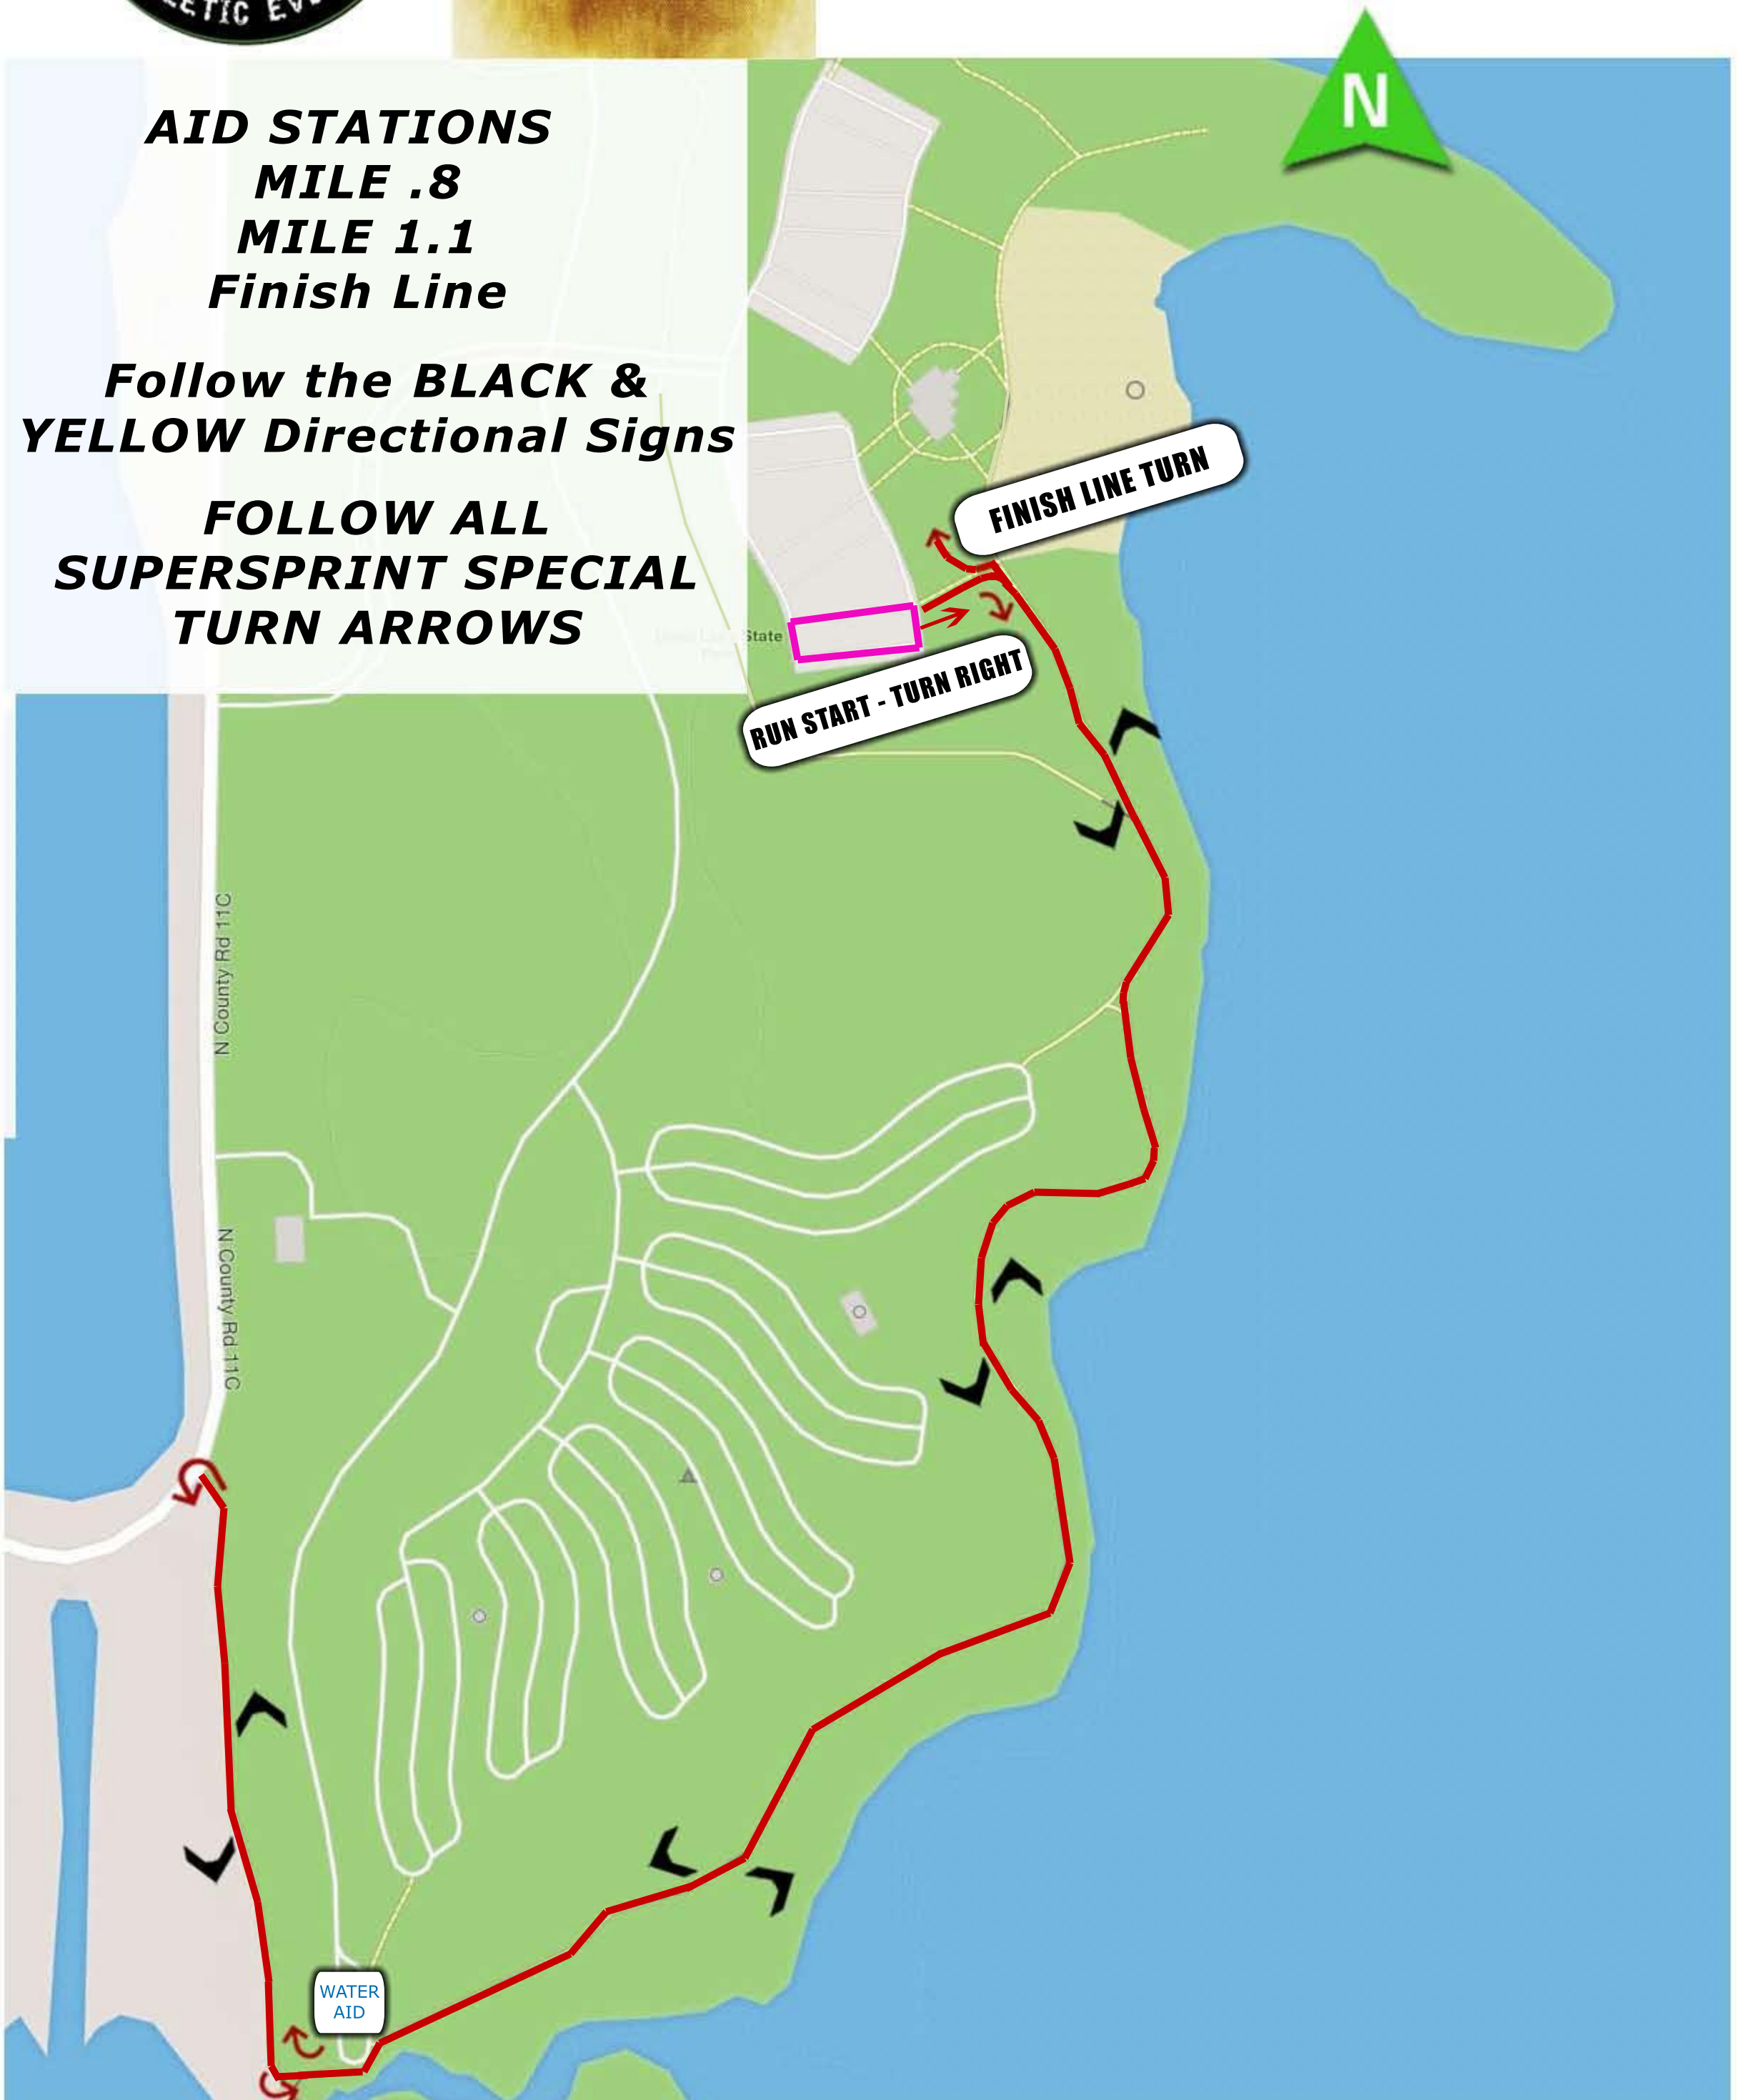 AID STATIONS
MILE .8
MILE 1.1
Finish Line
Follow the BLACK &
YELLOW Directional Signs
FOLLOW ALL
SUPERSPRINT SPECIAL
TURN ARROWS
N
FINISH LINE TURN
State
RUN START - TURN RIGHT
N County Rd 11C
N County Rd 11C
WATER
AID